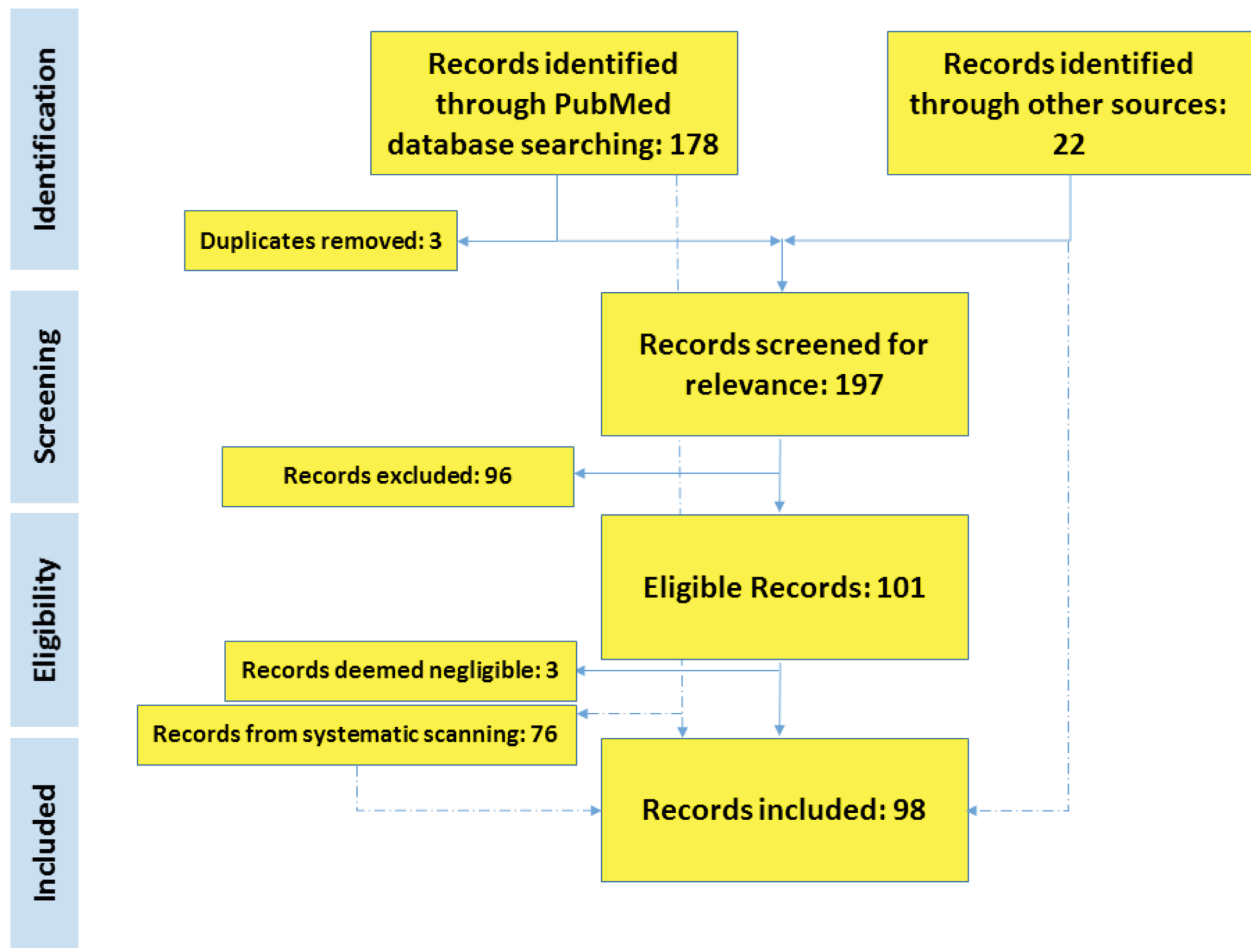 Identification
Records identified
through PubMed
database searching: 178
Records identified
through other sources:
22
Duplicates removed: 3
Screening
Records screened for
relevance: 197
Records excluded: 96
Eligibility
Eligible Records: 101
Records deemed negligible: 3
Records from systematic scanning: 76
Included
Records included: 98